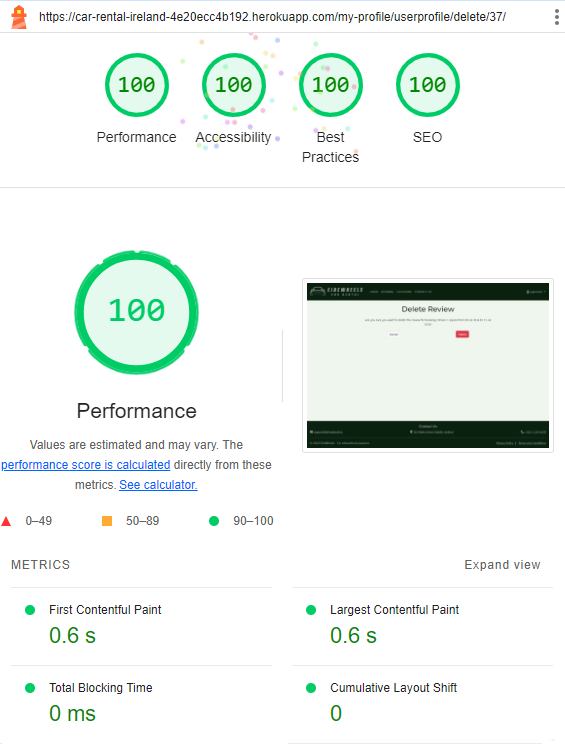 https://car-rental-ireland-4e20ecc4b192.herokuapp.com/my-profile/userprofile/delete/37/
100 100 100 100
Performance Accessibility Best Practices SEO
100
Performance
Values are estimated and may vary. The
performance score is calculated directly from these
metrics. See calculator.
0–49 50–89 90–100
Delete Review
METRICS Expand view
First Contentful Paint Largest Contentful Paint
0.6 s 0.6 s
Total Blocking Time Cumulative Layout Shift
0 ms 0